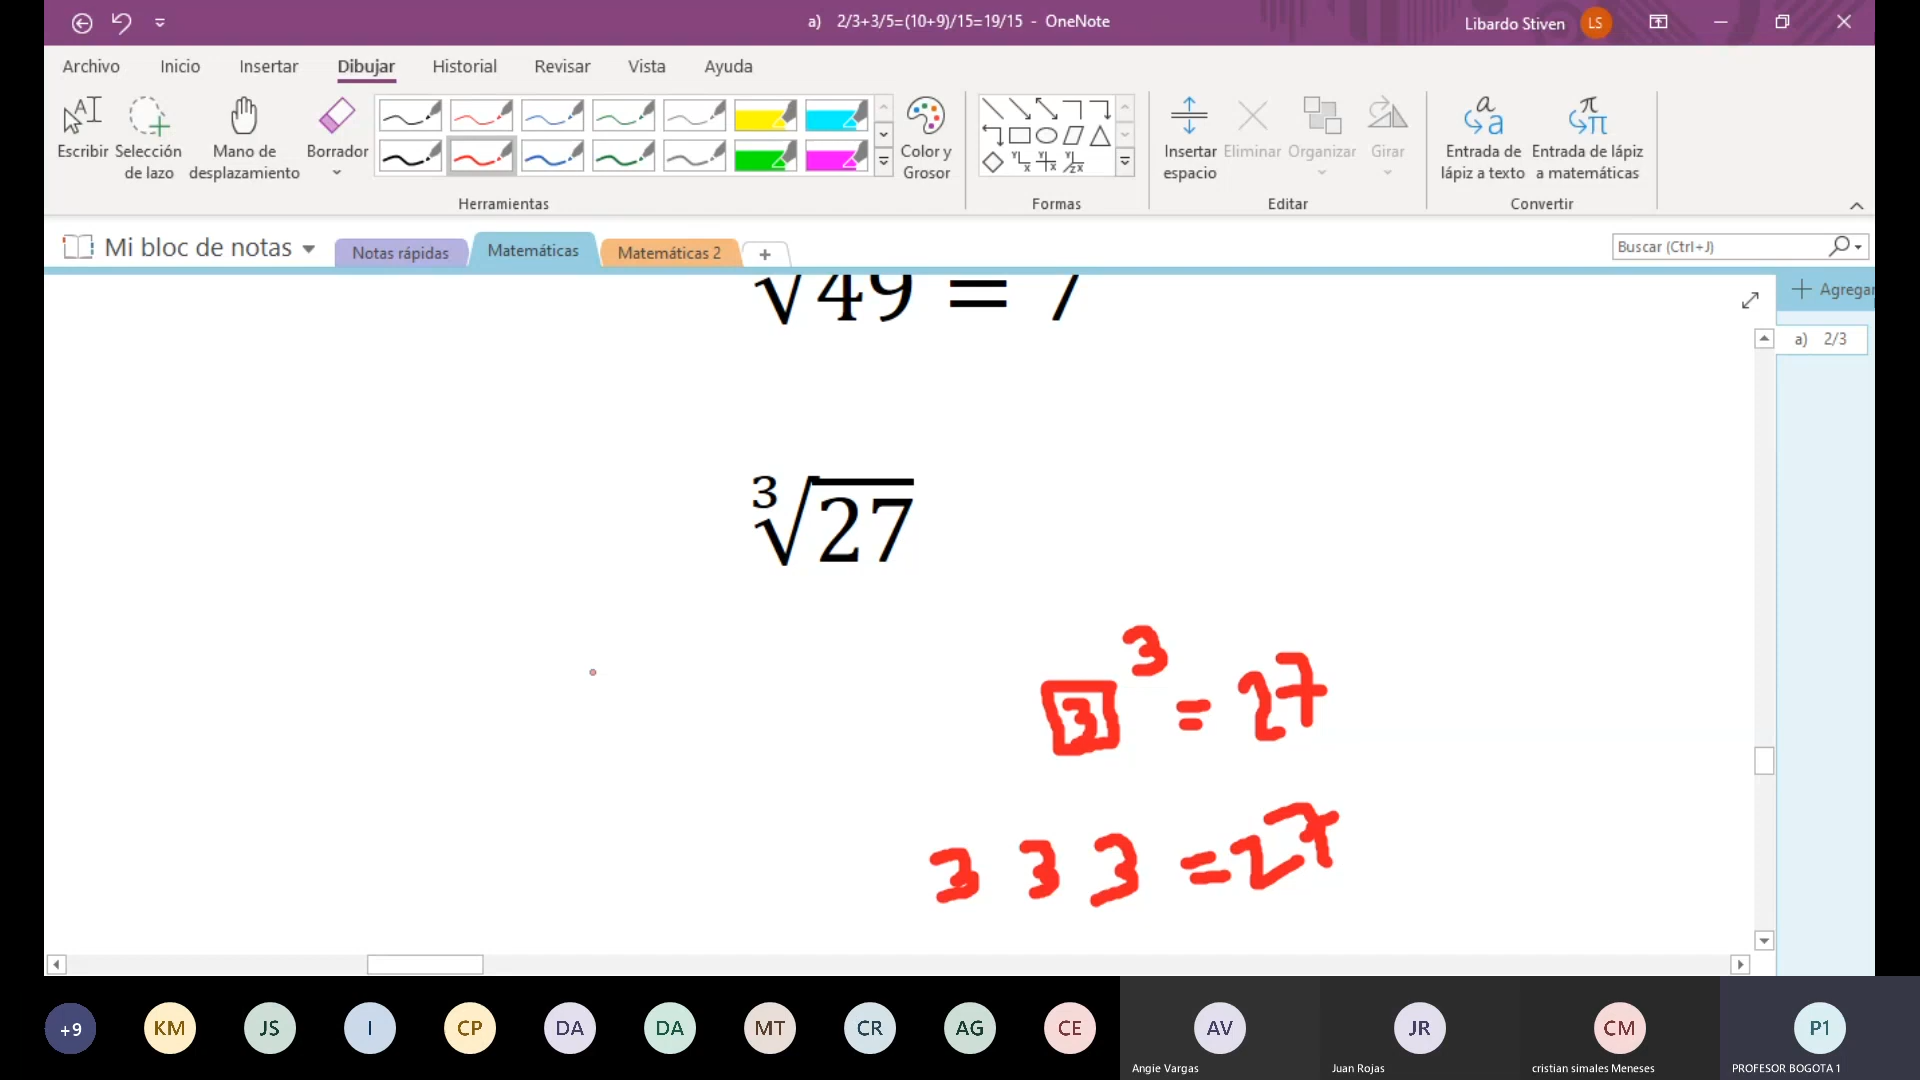 a) 2/3+3/5=(10+9)/15=19/15 - OneNote
Libardo Stiven LS
Archivo Inicio Insertar Dibujar Historial Revisar Vista Ayuda
Escribir
Selección de lazo
Mano de desplazamiento
Borrador
Color y Grosor
Insertar espacio
Eliminar
Organizar
Girar
Entrada de lápiz a texto
Entrada de lápiz a matemáticas
Herramientas
Formas
Editar
Convertir
Mi bloc de notas
Notas rápidas
Matemáticas
Matemáticas 2
+
Buscar (Ctrl+J)
Agregar
a) 2/3
√49 = 7
³√27
3³ = 27
3 3 3 = 27
+9 KM JS I CP DA DA MT CR AG CE AV JR CM P1
Angie Vargas
Juan Rojas
cristian simales Meneses
PROFESOR BOGOTA 1